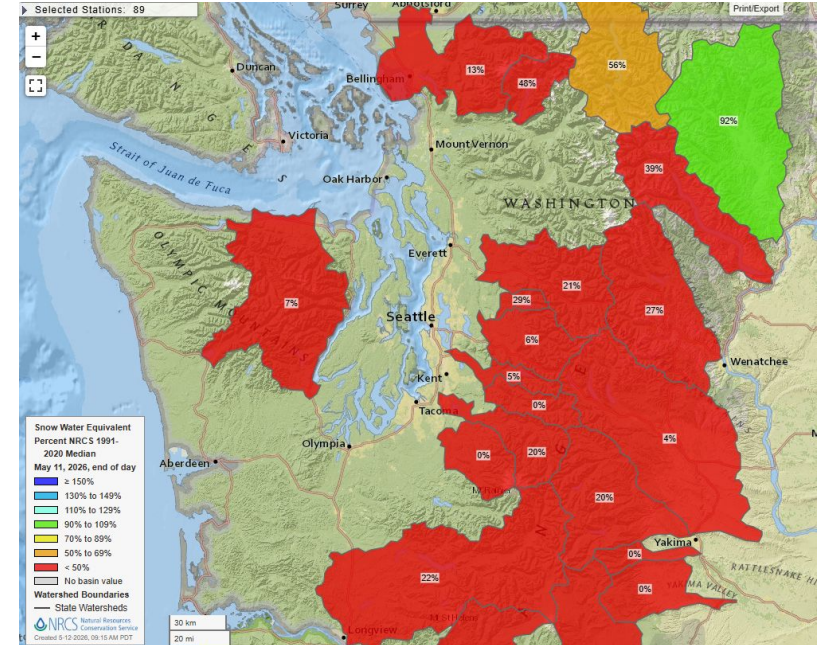 Selected Stations: 89
Print/Export
+
−
Surrey
Abbotsford
Duncan
Bellingham
13%
48%
56%
92%
Victoria
Mount Vernon
Strait of Juan de Fuca
Oak Harbor
39%
WASHINGTON
OLYMPIC MOUNTAINS
Everett
21%
7%
29%
27%
Seattle
6%
Wenatchee
Kent
5%
Tacoma
0%
4%
Olympia
Aberdeen
0%
20%
20%
Yakima
0%
RATTLESNAKE HI
YAKIMA VALLEY
22%
0%
Longview
Snow Water Equivalent
Percent NRCS 1991-
2020 Median
May 11, 2026, end of day
≥ 150%
130% to 149%
110% to 129%
90% to 109%
70% to 89%
50% to 69%
< 50%
No basin value
Watershed Boundaries
State Watersheds
NRCS Natural Resources
Conservation Service
Created 5-12-2026, 09:15 AM PDT
30 km
20 mi